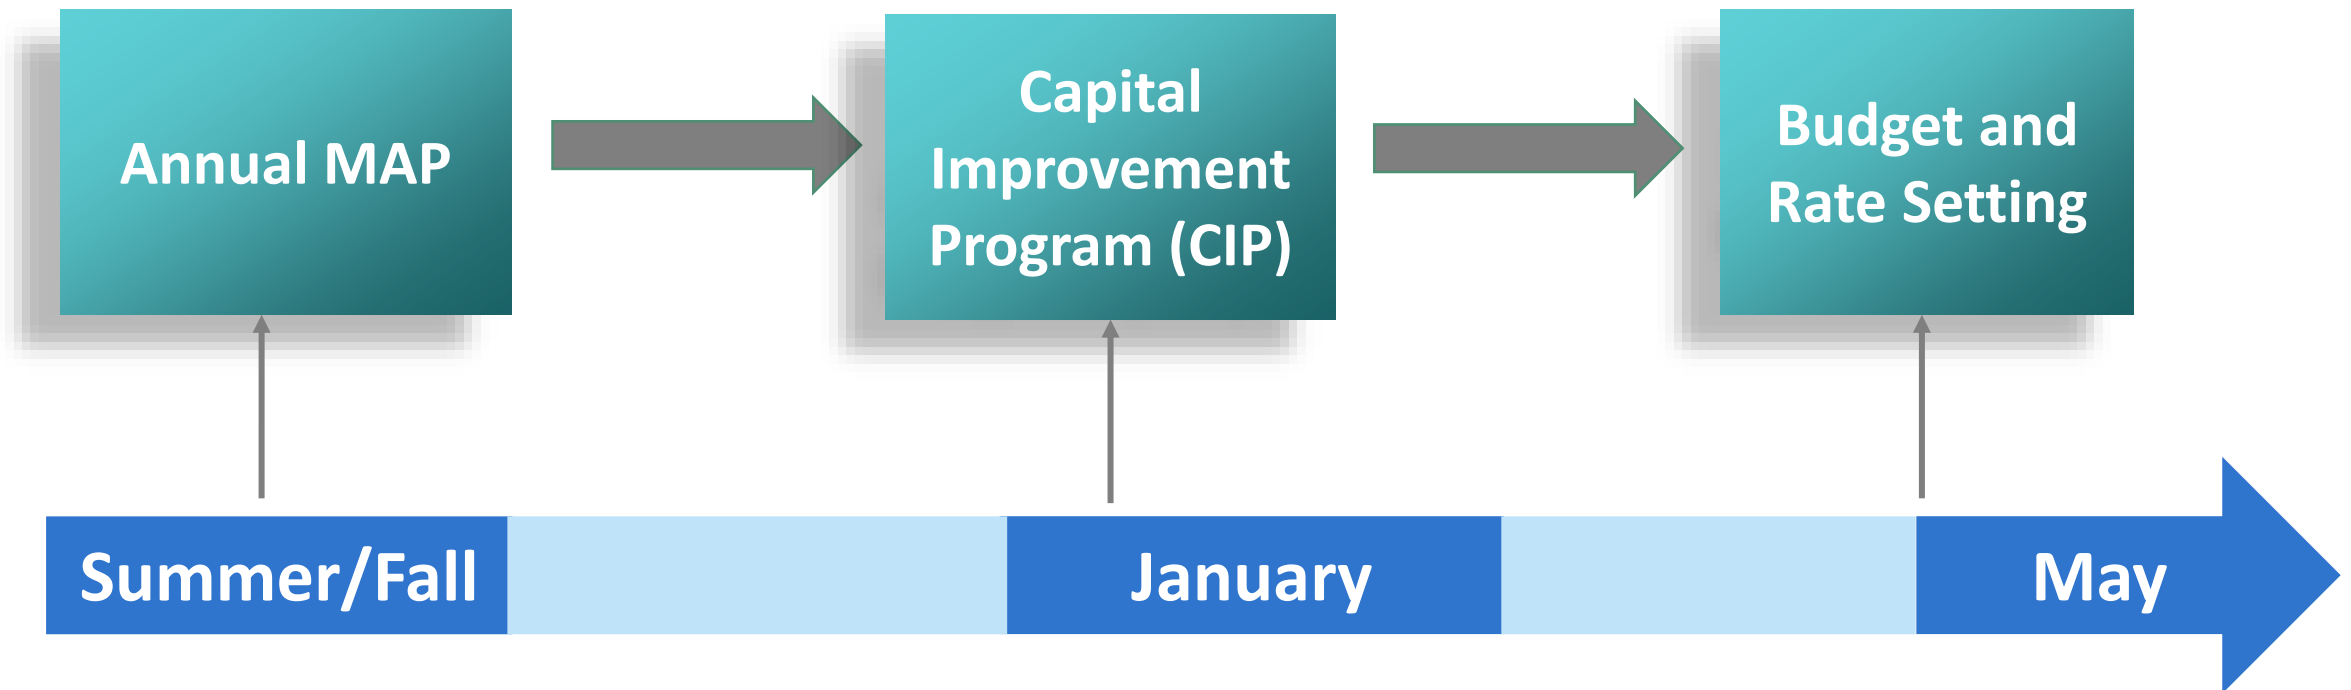 Annual MAP
Capital
Improvement
Program (CIP)
Budget and
Rate Setting
Summer/Fall
January
May